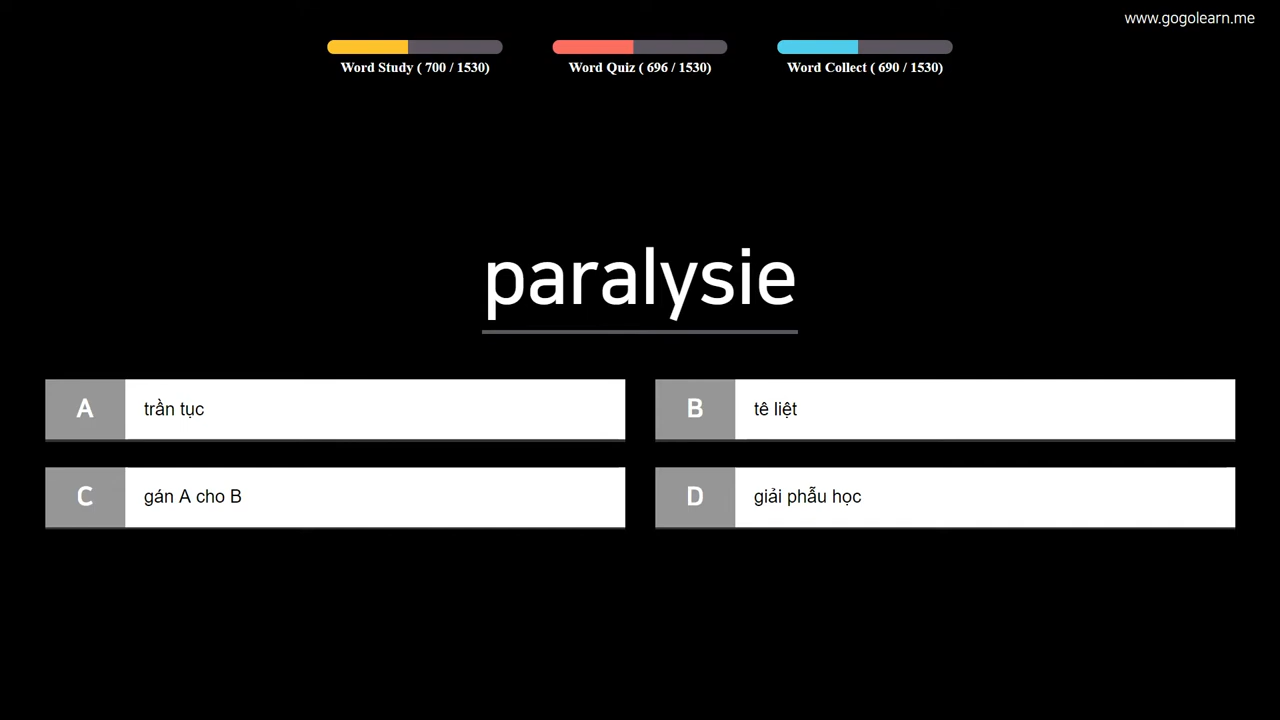 www.gogolearn.me
Word Study ( 700 / 1530) Word Quiz ( 696 / 1530) Word Collect ( 690 / 1530)
paralysie
A trần tục
B tê liệt
C gán A cho B
D giải phẫu học